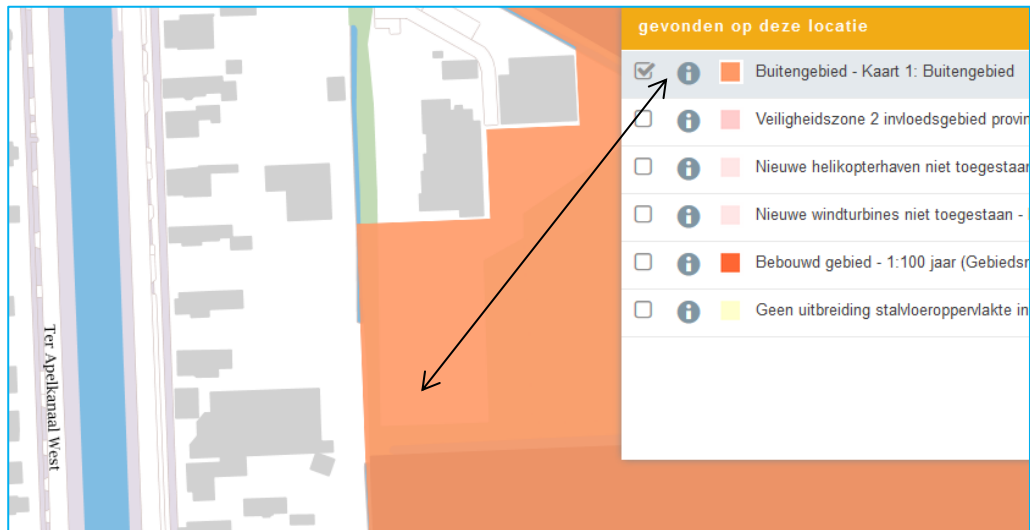 gevonden op deze locatie
Buitengebied - Kaart 1: Buitengebied
Veiligheidszone 2 invloedsgebied provin
Nieuwe helikopterhaven niet toegestaan
Nieuwe windturbines niet toegestaan -
Bebouwd gebied - 1:100 jaar (Gebiedsn
Geen uitbreiding stalvloeroppervlakte in
Ter Apelkanaal West